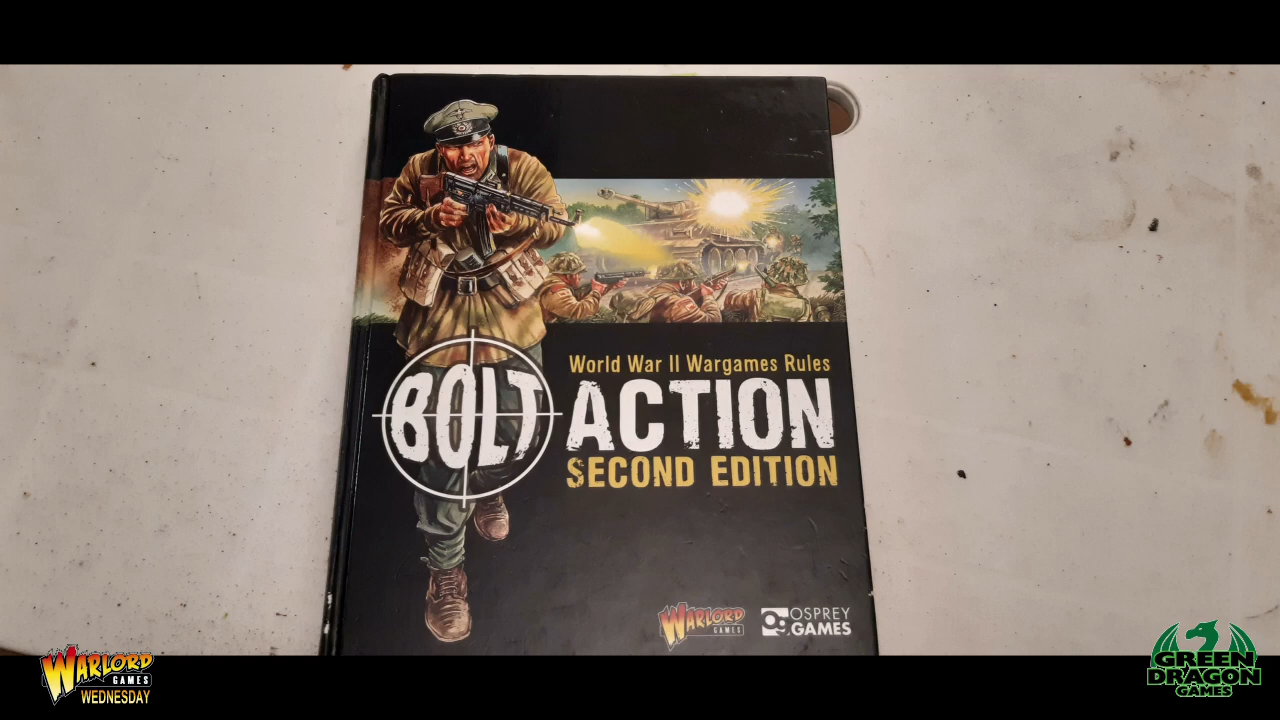 World War II Wargames Rules
BOLT ACTION
SECOND EDITION
WARLORD
GAMES
OSPREY
GAMES
og
WARLORD
GAMES
WEDNESDAY
GREEN
DRAGON
GAMES